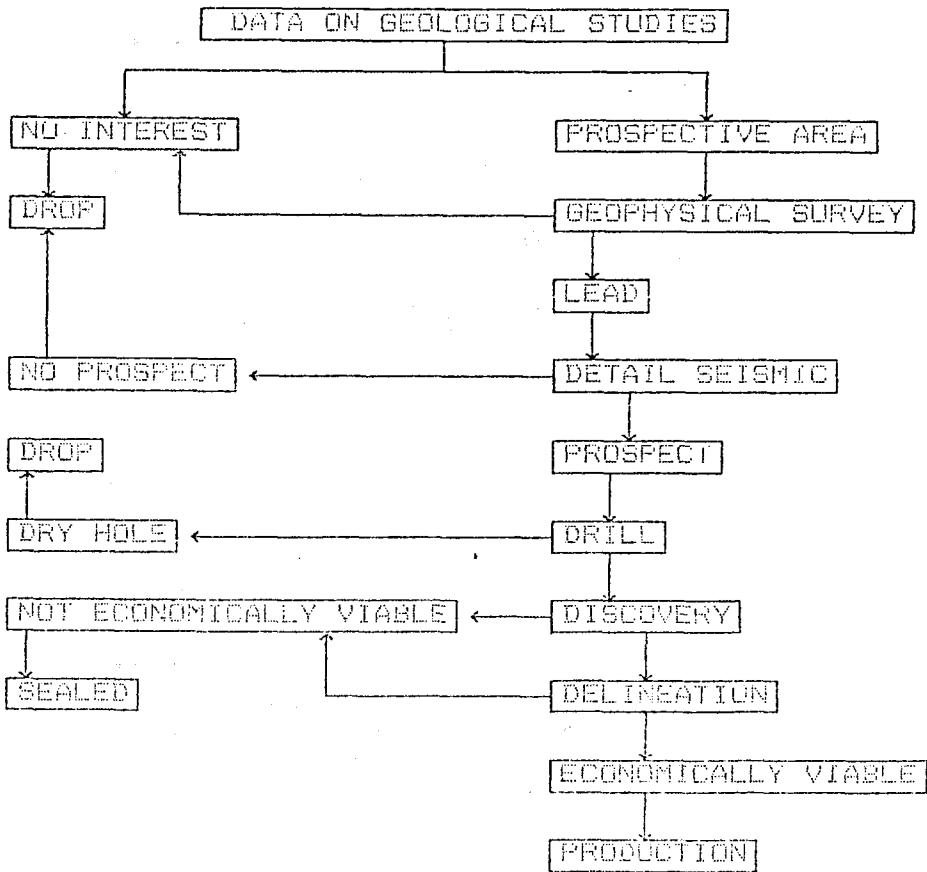 DATA ON GEOLOGICAL STUDIES
NO INTEREST
PROSPECTIVE AREA
DROP
GEOPHYSICAL SURVEY
LEAD
NO PROSPECT
DETAIL SEISMIC
DROP
PROSPECT
DRY HOLE
DRILL
NOT ECONOMICALLY VIABLE
DISCOVERY
SEALED
DELINEATION
ECONOMICALLY VIABLE
PRODUCTION